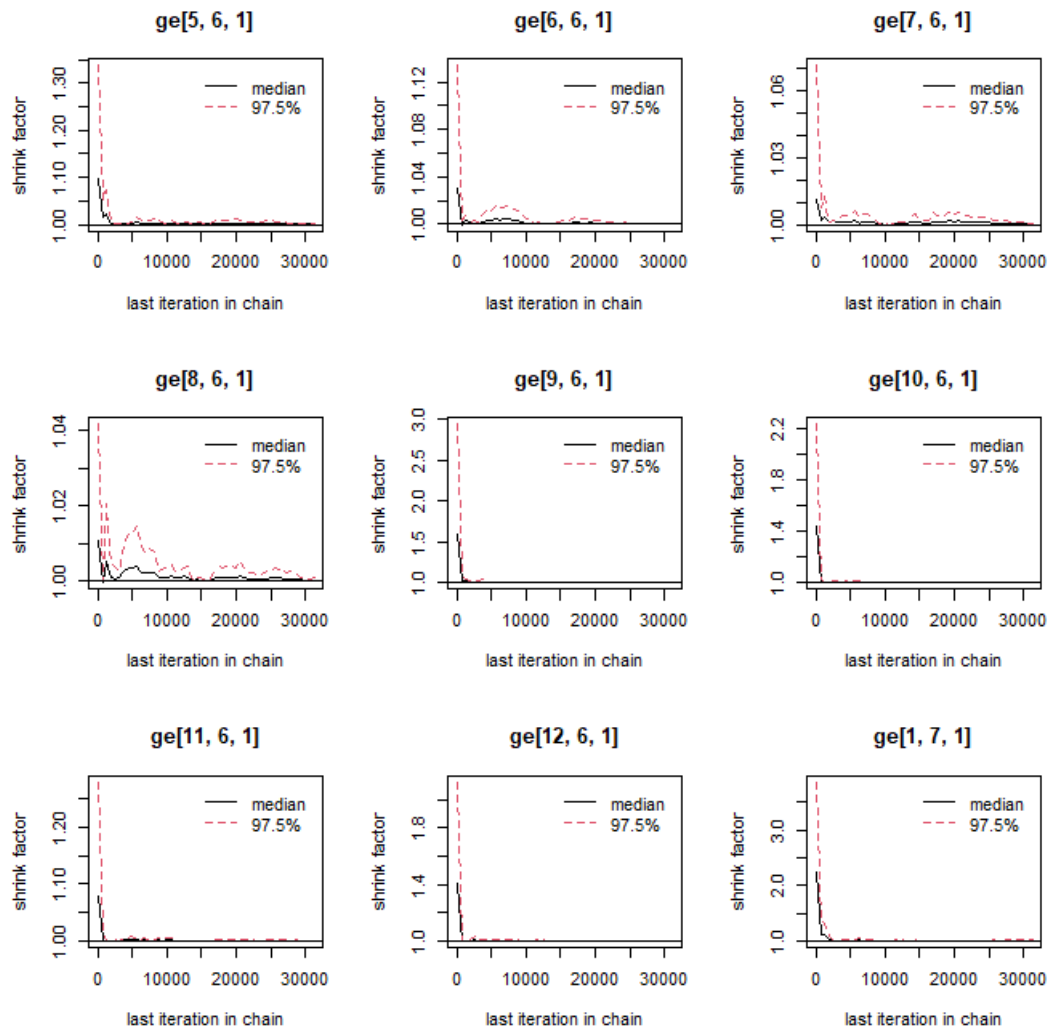 ge[5, 6, 1]
shrink factor
1.00 1.10 1.20 1.30
median
97.5%
0 10000 20000 30000
last iteration in chain
ge[6, 6, 1]
shrink factor
1.00 1.04 1.08 1.12
median
97.5%
0 10000 20000 30000
last iteration in chain
ge[7, 6, 1]
shrink factor
1.00 1.03 1.06
median
97.5%
0 10000 20000 30000
last iteration in chain
ge[8, 6, 1]
shrink factor
1.00 1.02 1.04
median
97.5%
0 10000 20000 30000
last iteration in chain
ge[9, 6, 1]
shrink factor
1.0 1.5 2.0 2.5 3.0
median
97.5%
0 10000 20000 30000
last iteration in chain
ge[10, 6, 1]
shrink factor
1.0 1.4 1.8 2.2
median
97.5%
0 10000 20000 30000
last iteration in chain
ge[11, 6, 1]
shrink factor
1.00 1.10 1.20
median
97.5%
0 10000 20000 30000
last iteration in chain
ge[12, 6, 1]
shrink factor
1.0 1.4 1.8
median
97.5%
0 10000 20000 30000
last iteration in chain
ge[1, 7, 1]
shrink factor
1.0 2.0 3.0
median
97.5%
0 10000 20000 30000
last iteration in chain